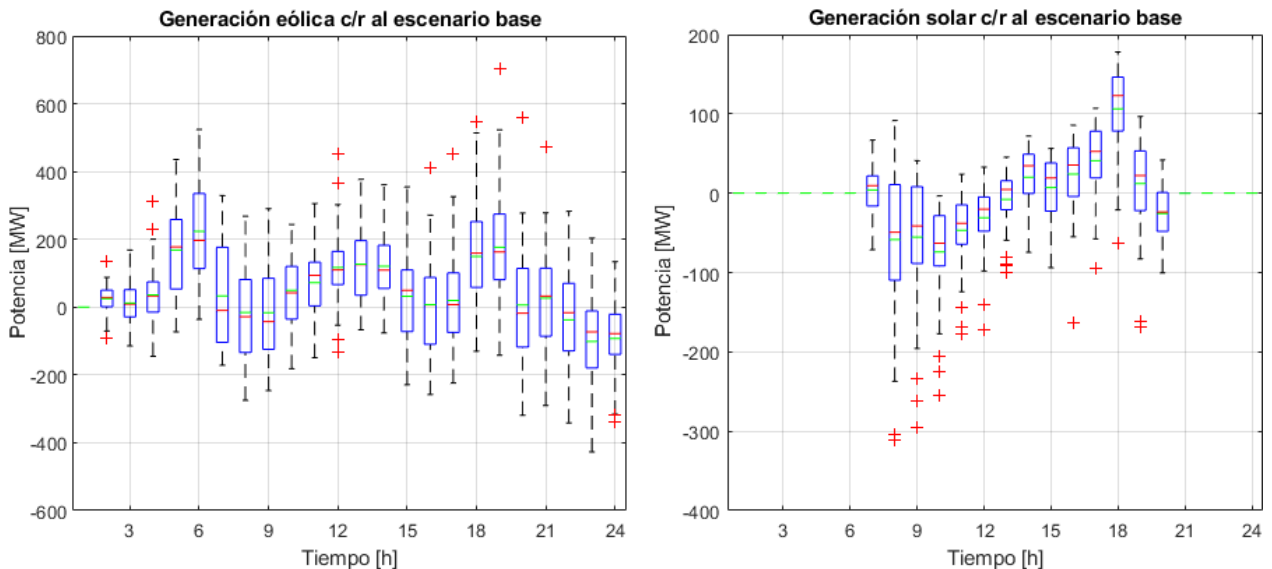 Generación eólica c/r al escenario base
Potencia [MW]
800
600
400
200
0
-200
-400
-600
3 6 9 12 15 18 21 24
Tiempo [h]
Generación solar c/r al escenario base
Potencia [MW]
200
100
0
-100
-200
-300
-400
3 6 9 12 15 18 21 24
Tiempo [h]